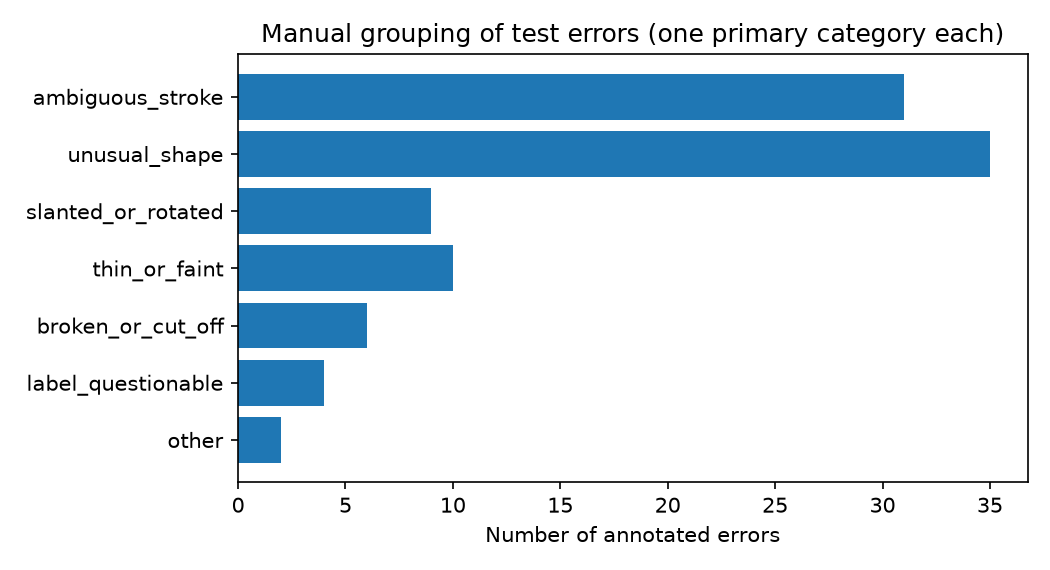 Manual grouping of test errors (one primary category each)
ambiguous_stroke
unusual_shape
slanted_or_rotated
thin_or_faint
broken_or_cut_off
label_questionable
other
0 5 10 15 20 25 30 35
Number of annotated errors